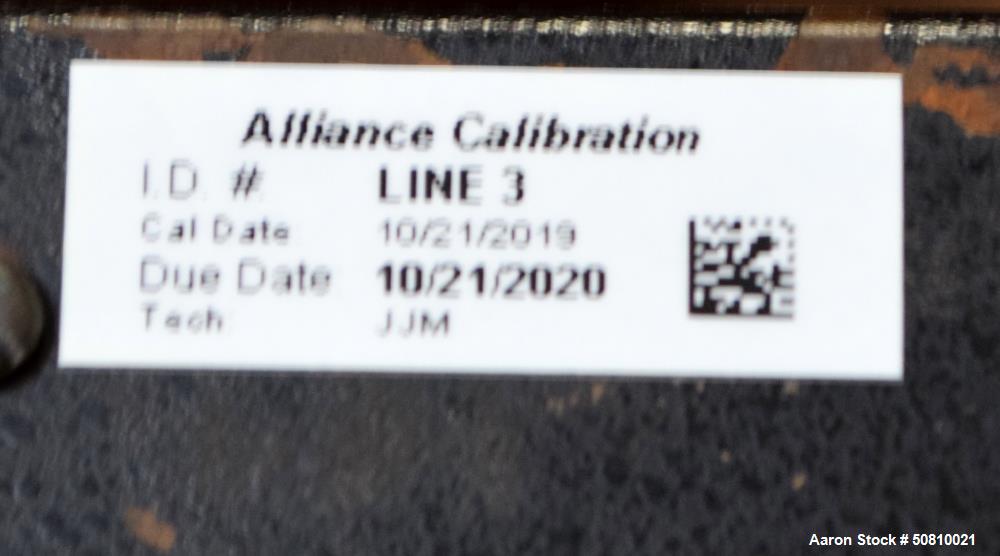 Alliance Calibration
I.D. # LINE 3
Cal Date: 10/21/2019
Due Date: 10/21/2020
Tech: JJM
Aaron Stock # 50810021